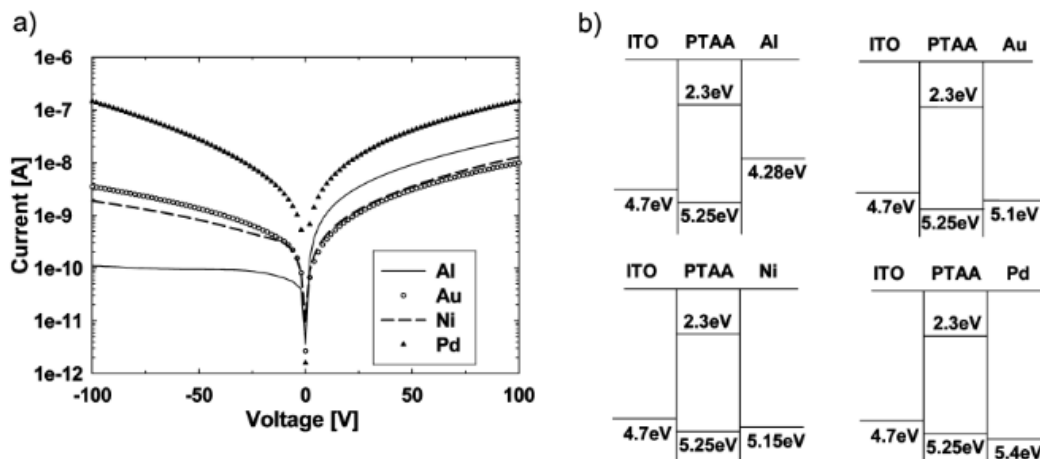 a)
Current [A]
1e-6
1e-7
1e-8
1e-9
1e-10
1e-11
1e-12
-100
-50
0
50
100
Voltage [V]
Al
Au
Ni
Pd
b)
ITO PTAA Al
2.3eV
4.28eV
4.7eV
5.25eV
ITO PTAA Au
2.3eV
4.7eV
5.25eV
5.1eV
ITO PTAA Ni
2.3eV
4.7eV
5.25eV
5.15eV
ITO PTAA Pd
2.3eV
4.7eV
5.25eV
5.4eV